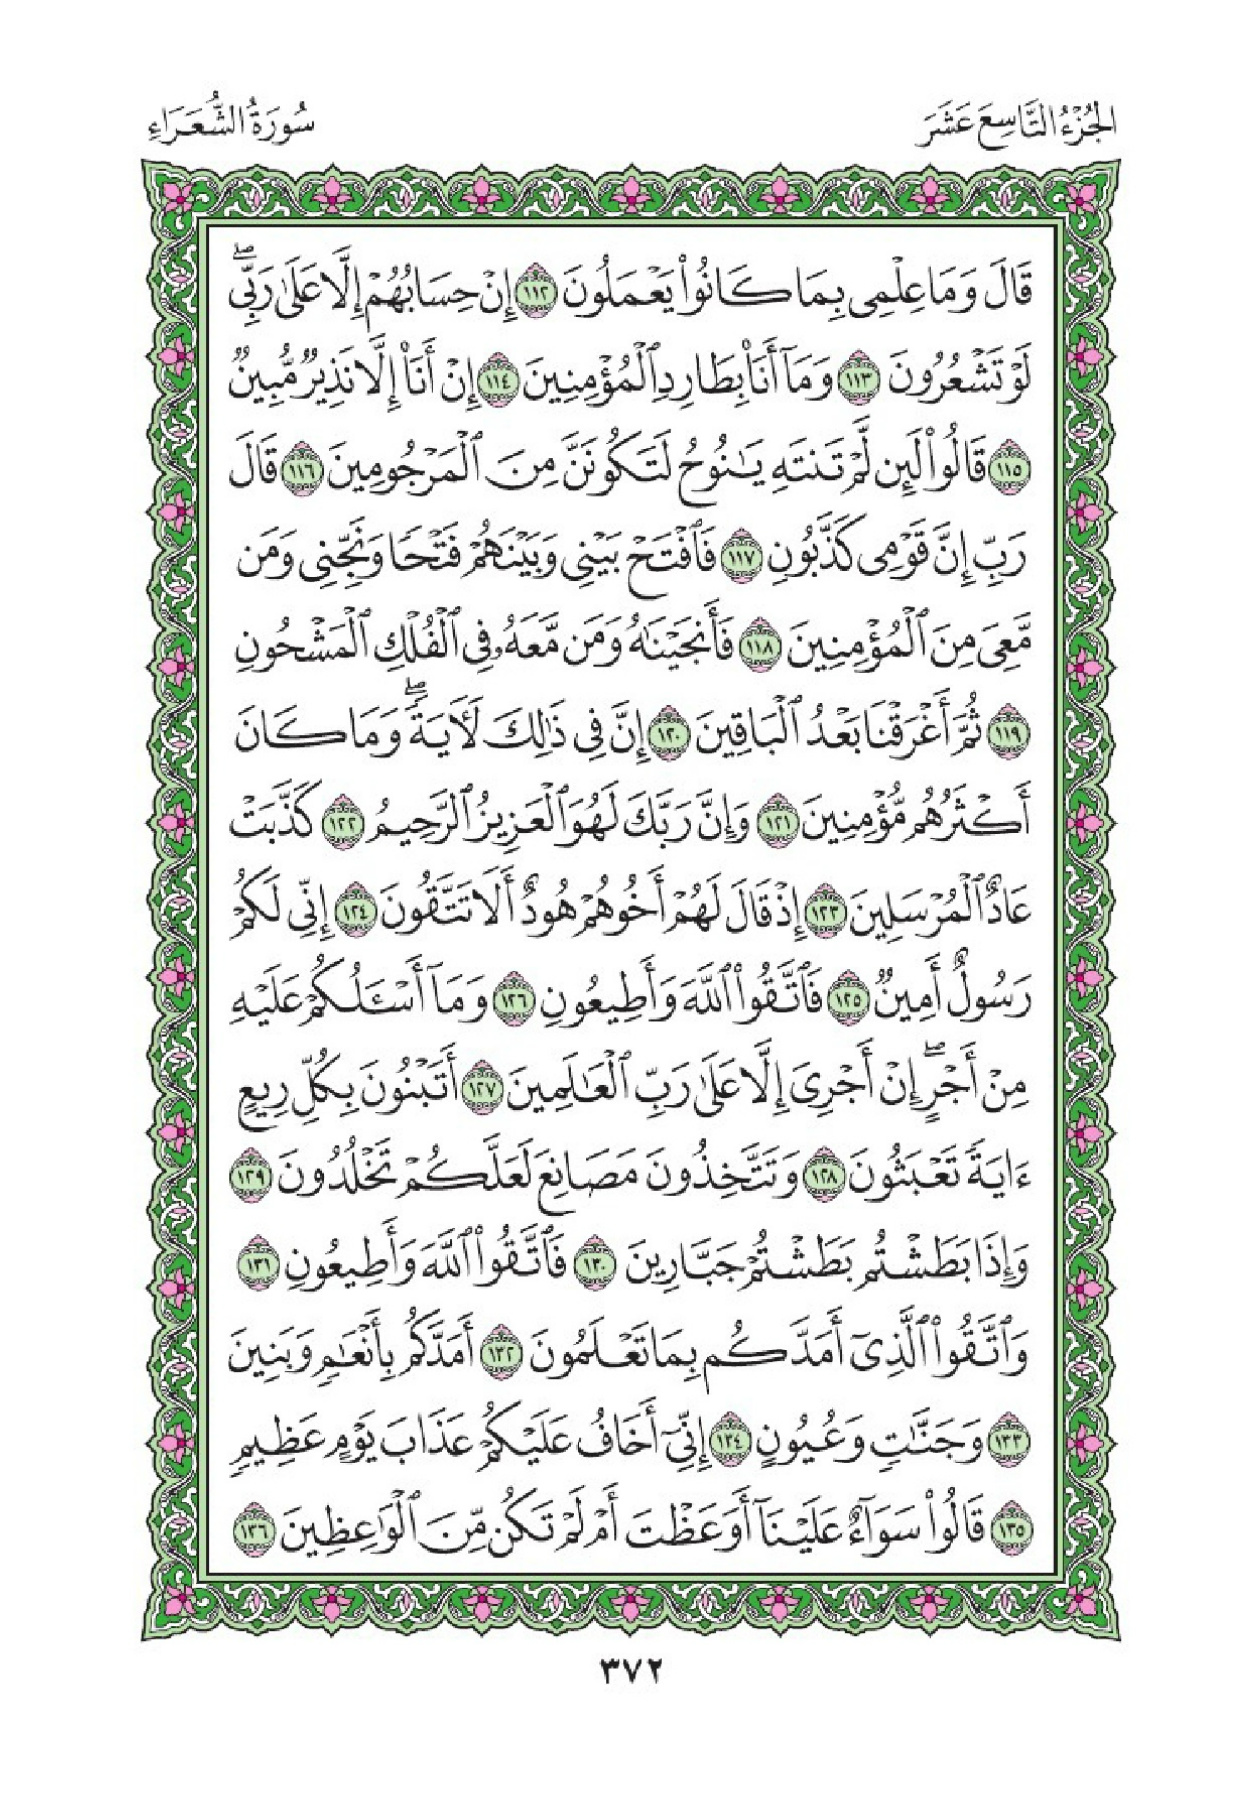 الجُزْءُ التَّاسِعَ عَشَرَ
سُورَةُ الشُّعَرَاءِ
قَالَ وَمَا عِلْمِى بِمَا كَانُوا۟ يَعْمَلُونَ ١١٢ إِنْ حِسَابُهُمْ إِلَّا عَلَىٰ رَبِّى ۖ
لَوْ تَشْعُرُونَ ١١٣ وَمَآ أَنَا۠ بِطَارِدِ ٱلْمُؤْمِنِينَ ١١٤ إِنْ أَنَا۠ إِلَّا نَذِيرٌ مُّبِينٌ
١١٥ قَالُوا۟ لَئِن لَّمْ تَنتَهِ يَـٰنُوحُ لَتَكُونَنَّ مِنَ ٱلْمَرْجُومِينَ ١١٦ قَالَ
رَبِّ إِنَّ قَوْمِى كَذَّبُونِ ١١٧ فَٱفْتَحْ بَيْنِى وَبَيْنَهُمْ فَتْحًا وَنَجِّنِى وَمَن
مَّعِىَ مِنَ ٱلْمُؤْمِنِينَ ١١٨ فَأَنجَيْنَـٰهُ وَمَن مَّعَهُۥ فِى ٱلْفُلْكِ ٱلْمَشْحُونِ
١١٩ ثُمَّ أَغْرَقْنَا بَعْدُ ٱلْبَاقِينَ ١٢٠ إِنَّ فِى ذَٰلِكَ لَـَٔايَةً ۖ وَمَا كَانَ
أَكْثَرُهُم مُّؤْمِنِينَ ١٢١ وَإِنَّ رَبَّكَ لَهُوَ ٱلْعَزِيزُ ٱلرَّحِيمُ ١٢٢ كَذَّبَتْ
عَادٌ ٱلْمُرْسَلِينَ ١٢٣ إِذْ قَالَ لَهُمْ أَخُوهُمْ هُودٌ أَلَا تَتَّقُونَ ١٢٤ إِنِّى لَكُمْ
رَسُولٌ أَمِينٌ ١٢٥ فَٱتَّقُوا۟ ٱللَّهَ وَأَطِيعُونِ ١٢٦ وَمَآ أَسْـَٔلُكُمْ عَلَيْهِ
مِنْ أَجْرٍ ۖ إِنْ أَجْرِىَ إِلَّا عَلَىٰ رَبِّ ٱلْعَـٰلَمِينَ ١٢٧ أَتَبْنُونَ بِكُلِّ رِيعٍ
ءَايَةً تَعْبَثُونَ ١٢٨ وَتَتَّخِذُونَ مَصَانِعَ لَعَلَّكُمْ تَخْلُدُونَ ١٢٩
وَإِذَا بَطَشْتُم بَطَشْتُمْ جَبَّارِينَ ١٣٠ فَٱتَّقُوا۟ ٱللَّهَ وَأَطِيعُونِ ١٣١
وَٱتَّقُوا۟ ٱلَّذِىٓ أَمَدَّكُم بِمَا تَعْلَمُونَ ١٣٢ أَمَدَّكُم بِأَنْعَـٰمٍ وَبَنِينَ
١٣٣ وَجَنَّـٰتٍ وَعُيُونٍ ١٣٤ إِنِّىٓ أَخَافُ عَلَيْكُمْ عَذَابَ يَوْمٍ عَظِيمٍ
١٣٥ قَالُوا۟ سَوَآءٌ عَلَيْنَآ أَوَعَظْتَ أَمْ لَمْ تَكُن مِّنَ ٱلْوَٰعِظِينَ ١٣٦
٣٧٢